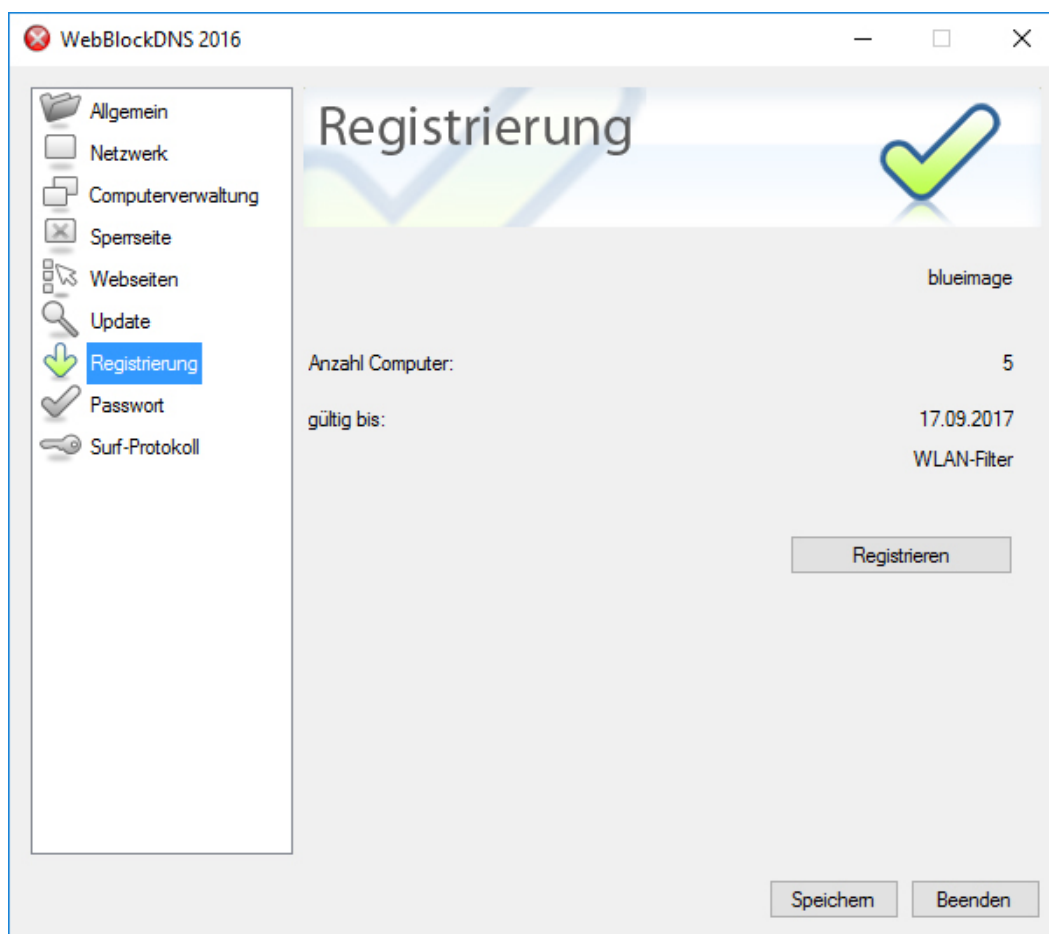 WebBlockDNS 2016
Allgemein
Netzwerk
Computerverwaltung
Sperrseite
Webseiten
Update
Registrierung
Passwort
Surf-Protokoll
Registrierung
blueimage
Anzahl Computer: 5
gültig bis: 17.09.2017
WLAN-Filter
Registrieren
Speichern Beenden